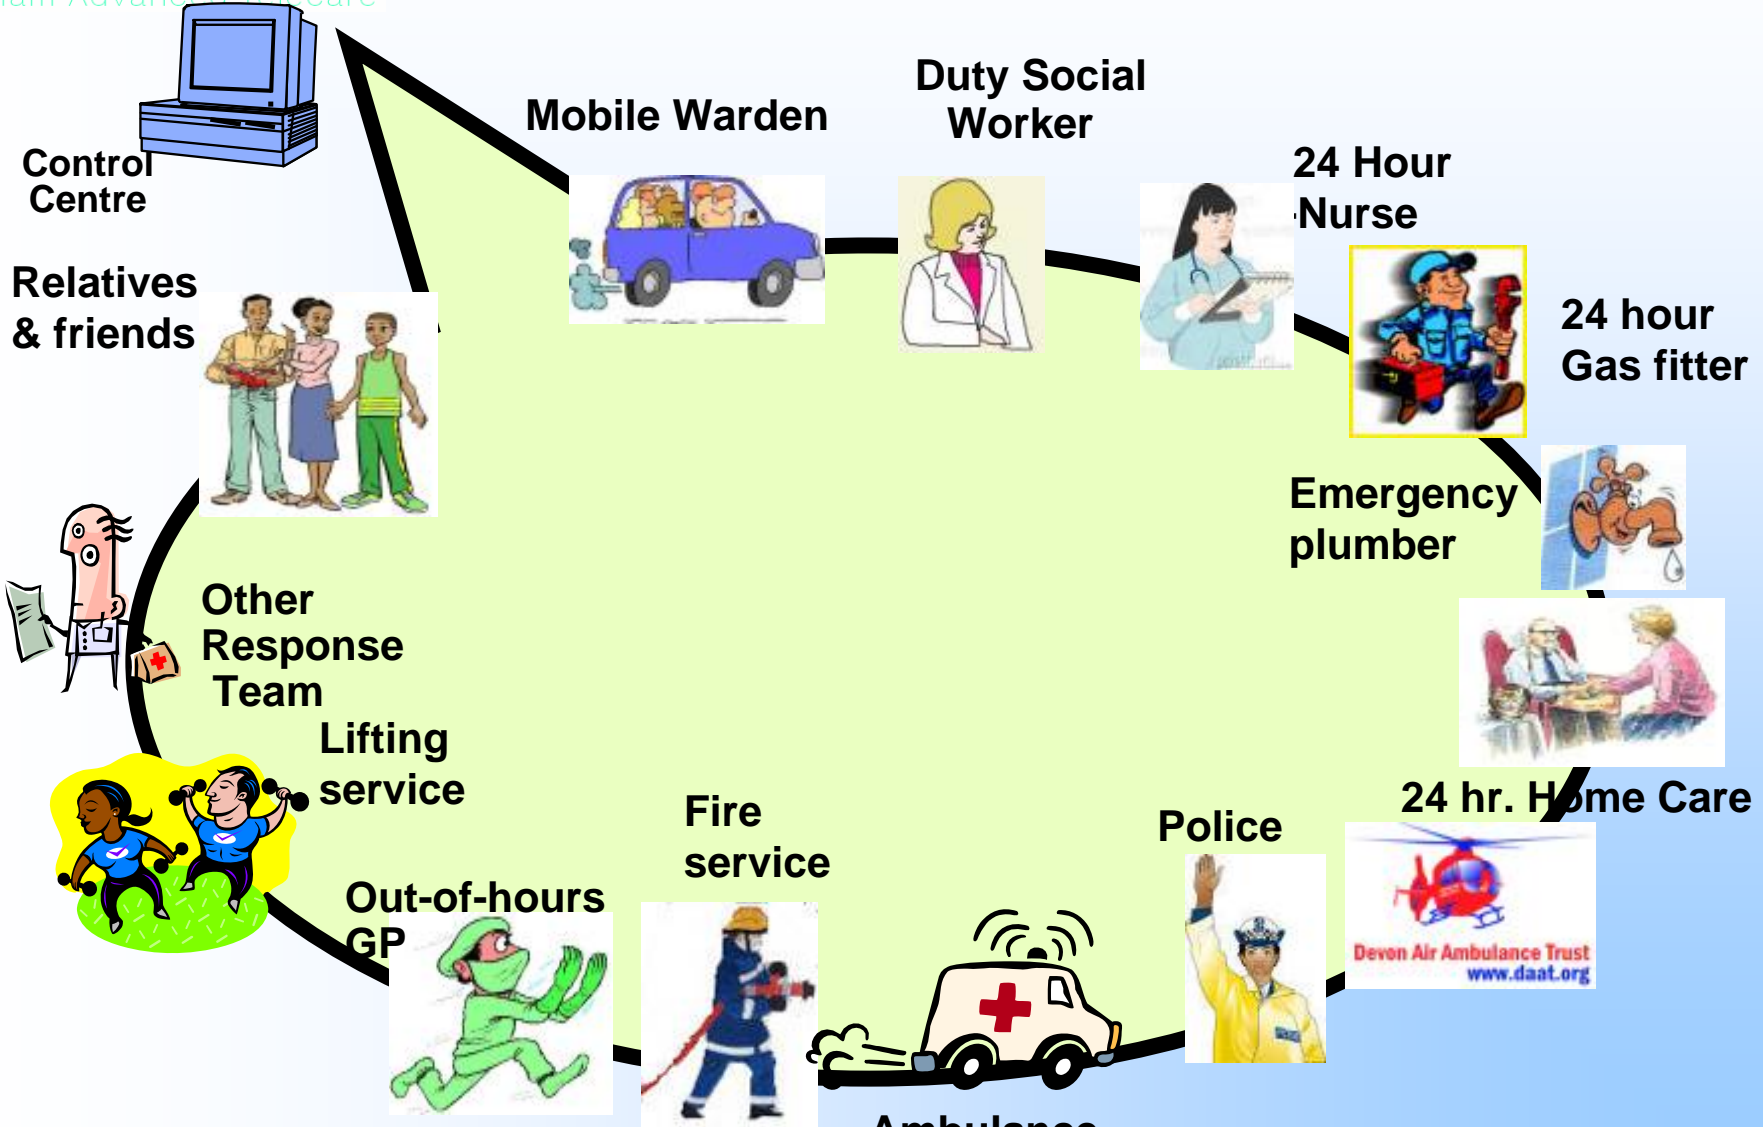 Advanced
Control
Centre
Mobile Warden
Duty Social
Worker
24 Hour
-Nurse
Relatives
& friends
24 hour
Gas fitter
Emergency
plumber
Other
Response
Team
Lifting
service
24 hr. Home Care
Fire
service
Police
Out-of-hours
GP
Devon Air Ambulance Trust
www.daat.org
Ambulance